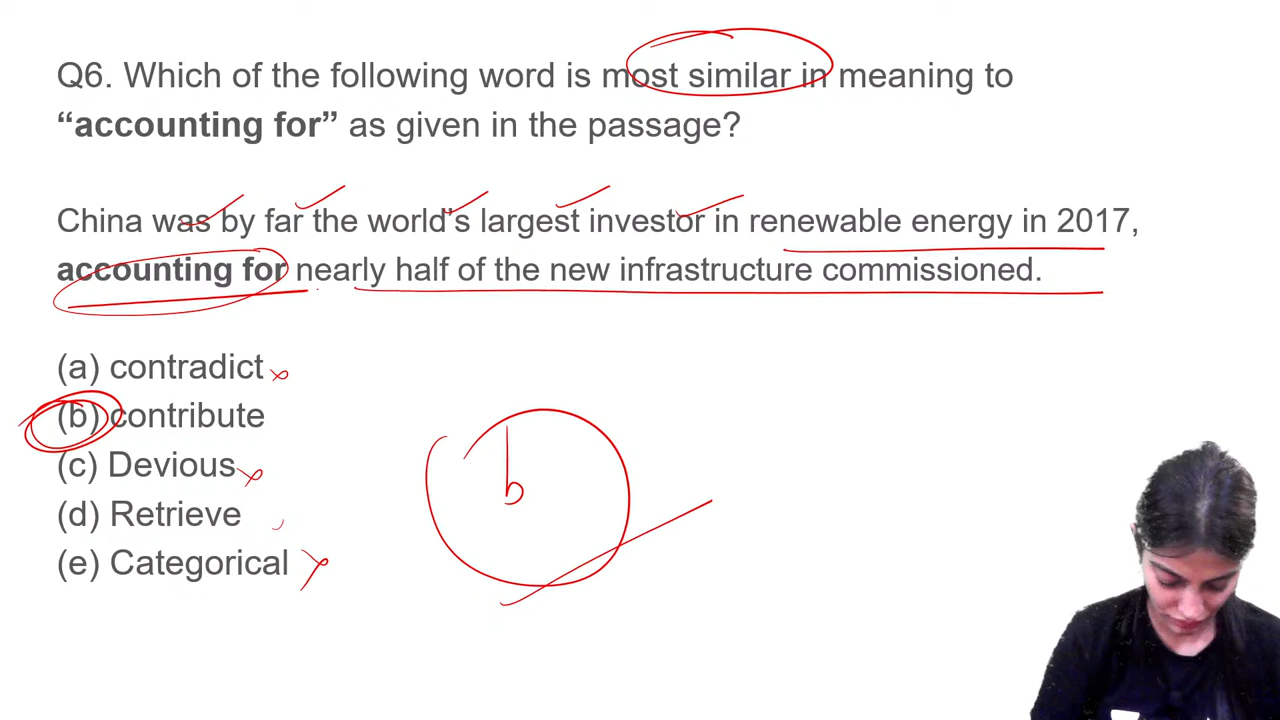 Q6. Which of the following word is most similar in meaning to
“accounting for” as given in the passage?
China was by far the world“s largest investor in renewable energy in 2017,
accounting for nearly half of the new infrastructure commissioned.
(a) contradict
(b) contribute
(c) Devious
(d) Retrieve
(e) Categorical
b